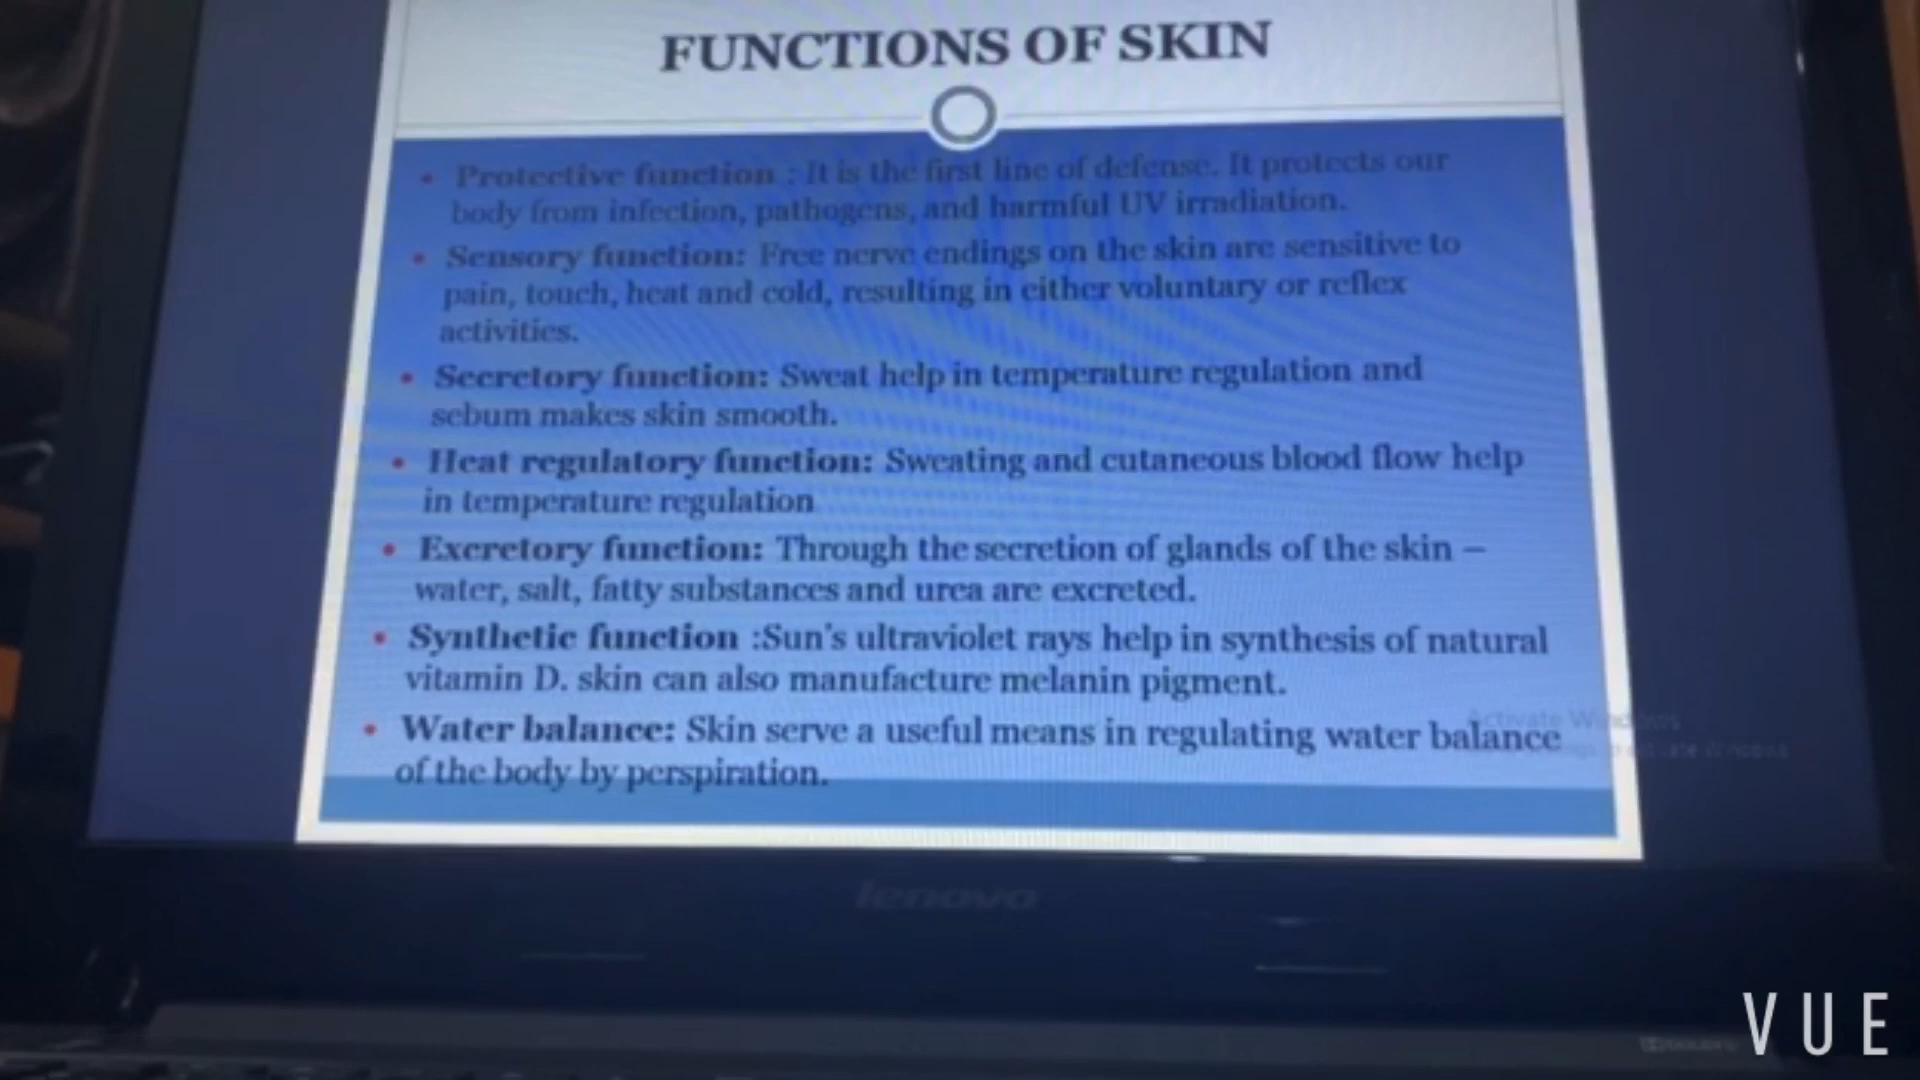 FUNCTIONS OF SKIN
• Protective function : It is the first line of defense. It protects our
body from infection, pathogens, and harmful UV irradiation.
• Sensory function: Free nerve endings on the skin are sensitive to
pain, touch, heat and cold, resulting in either voluntary or reflex
activities.
• Secretory function: Sweat help in temperature regulation and
sebum makes skin smooth.
• Heat regulatory function: Sweating and cutaneous blood flow help
in temperature regulation
• Excretory function: Through the secretion of glands of the skin –
water, salt, fatty substances and urea are excreted.
• Synthetic function :Sun's ultraviolet rays help in synthesis of natural
vitamin D. skin can also manufacture melanin pigment.
• Water balance: Skin serve a useful means in regulating water balance
of the body by perspiration.
Activate Windows
lenovo
VUE